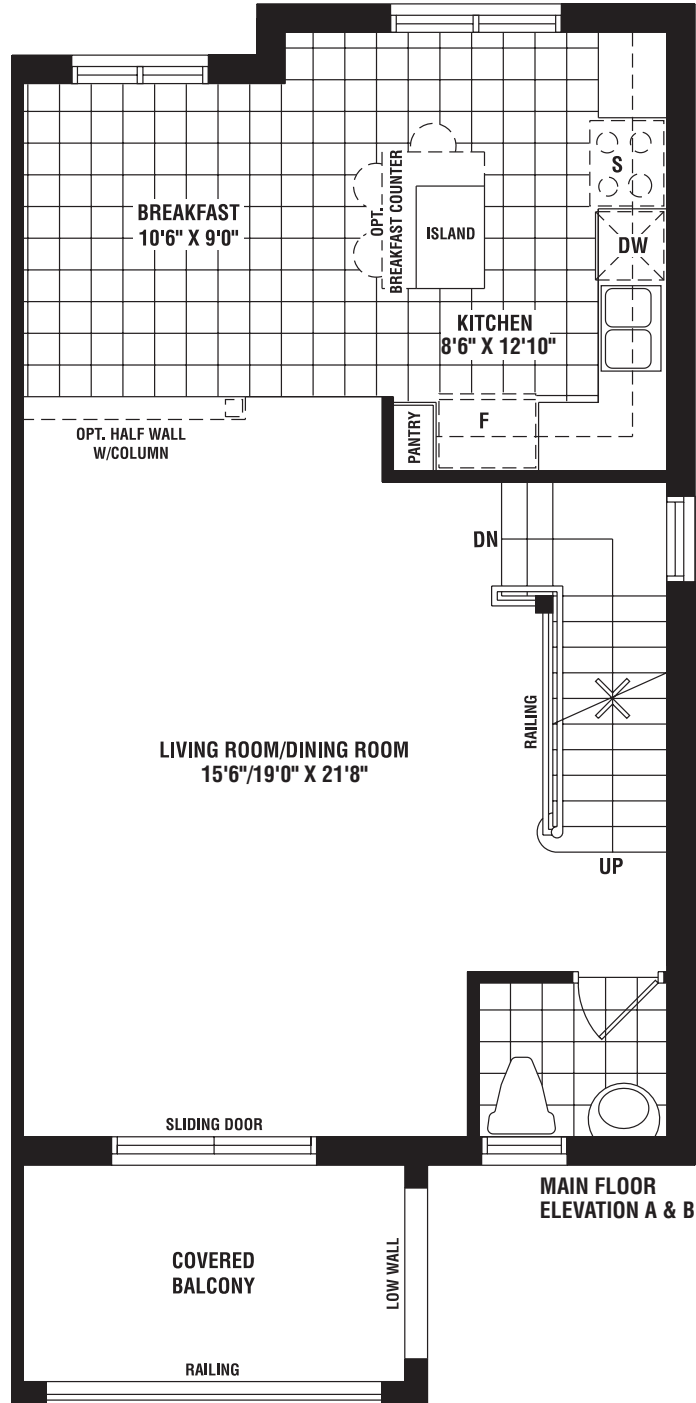 BREAKFAST
10'6" X 9'0"
OPT.
BREAKFAST COUNTER
ISLAND
S
DW
KITCHEN
8'6" X 12'10"
PANTRY
F
OPT. HALF WALL
W/COLUMN
DN
RAILING
LIVING ROOM/DINING ROOM
15'6"/19'0" X 21'8"
UP
SLIDING DOOR
MAIN FLOOR
ELEVATION A & B
COVERED
BALCONY
LOW WALL
RAILING